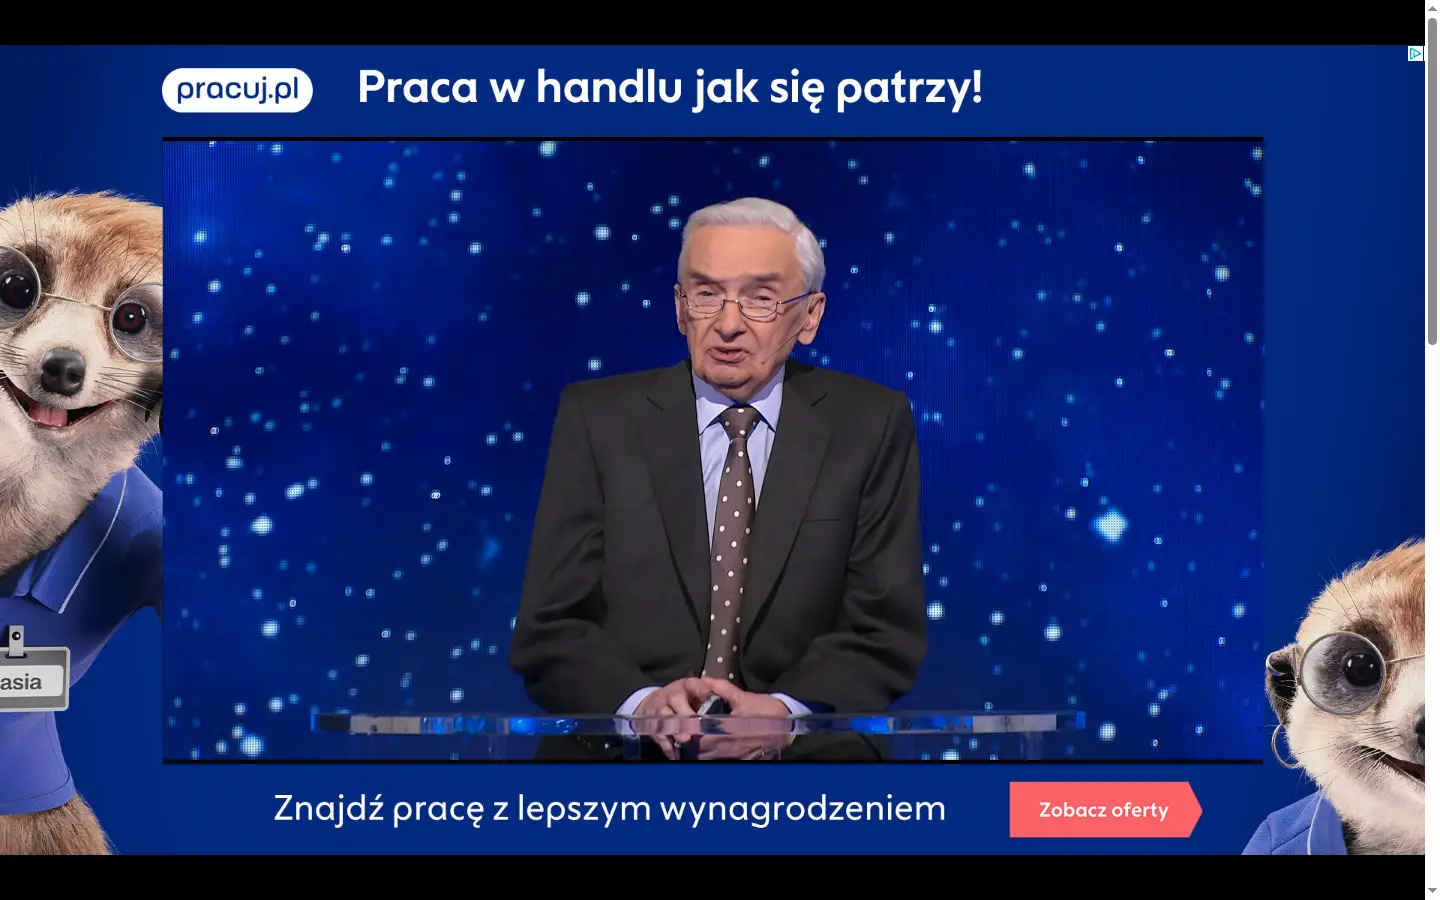 pracuj.pl
Praca w handlu jak się patrzy!
asia
Znajdź pracę z lepszym wynagrodzeniem
Zobacz oferty